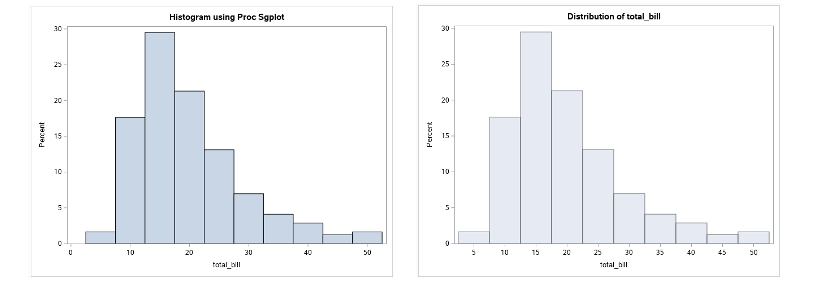 Histogram using Proc Sgplot
30
25
20
15
10
5
0
Percent
0 10 20 30 40 50
total_bill
Distribution of total_bill
30
25
20
15
10
5
0
Percent
5 10 15 20 25 30 35 40 45 50
total_bill